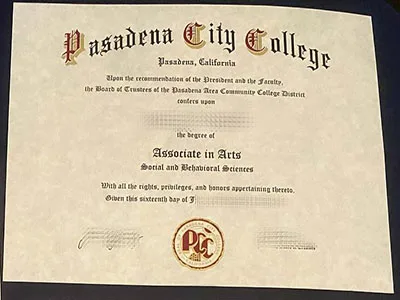 Pasadena City College
Pasadena, California
Upon the recommendation of the President and the Faculty,
the Board of Trustees of the Pasadena Area Community College District
confers upon
the degree of
Associate in Arts
Social and Behavioral Sciences
With all the rights, privileges, and honors appertaining thereto.
Given this sixteenth day of J
PCC